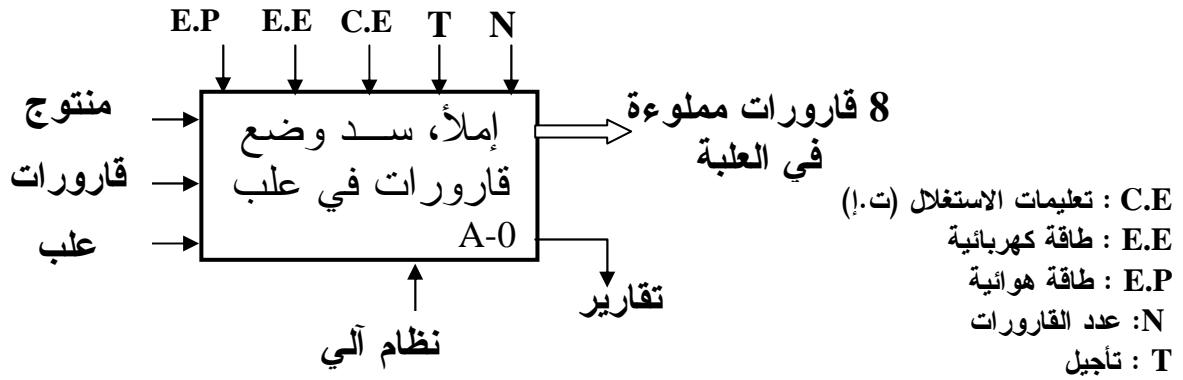 E.P E.E C.E T N
منتوج
قارورات
علب
إملأ، ســد وضع
قارورات في علب
A-0
8 قارورات مملوءة
في العلبة
تقارير
نظام آلي
C.E : تعليمات الاستغلال (ت.إ)
E.E : طاقة كهربائية
E.P : طاقة هوائية
N: عدد القارورات
T : تأجيل